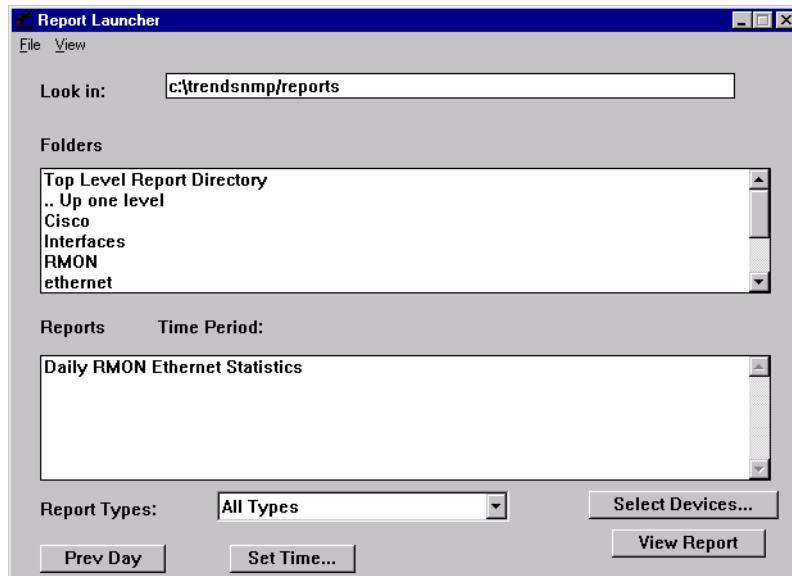 Report Launcher
File View
Look in: c:\trendsnmp/reports
Folders
Top Level Report Directory
.. Up one level
Cisco
Interfaces
RMON
ethernet
Reports Time Period:
Daily RMON Ethernet Statistics
Report Types: All Types Select Devices...
View Report
Prev Day Set Time...